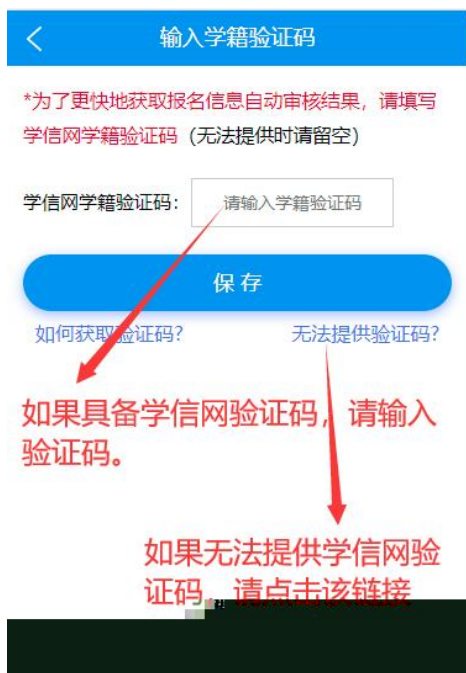 输入学籍验证码
*为了更快地获取报名信息自动审核结果，请填写
学信网学籍验证码（无法提供时请留空）
学信网学籍验证码： 请输入学籍验证码
保存
如何获取验证码? 无法提供验证码?
如果具备学信网验证码，请输入
验证码。
如果无法提供学信网验
证码，请点击该链接